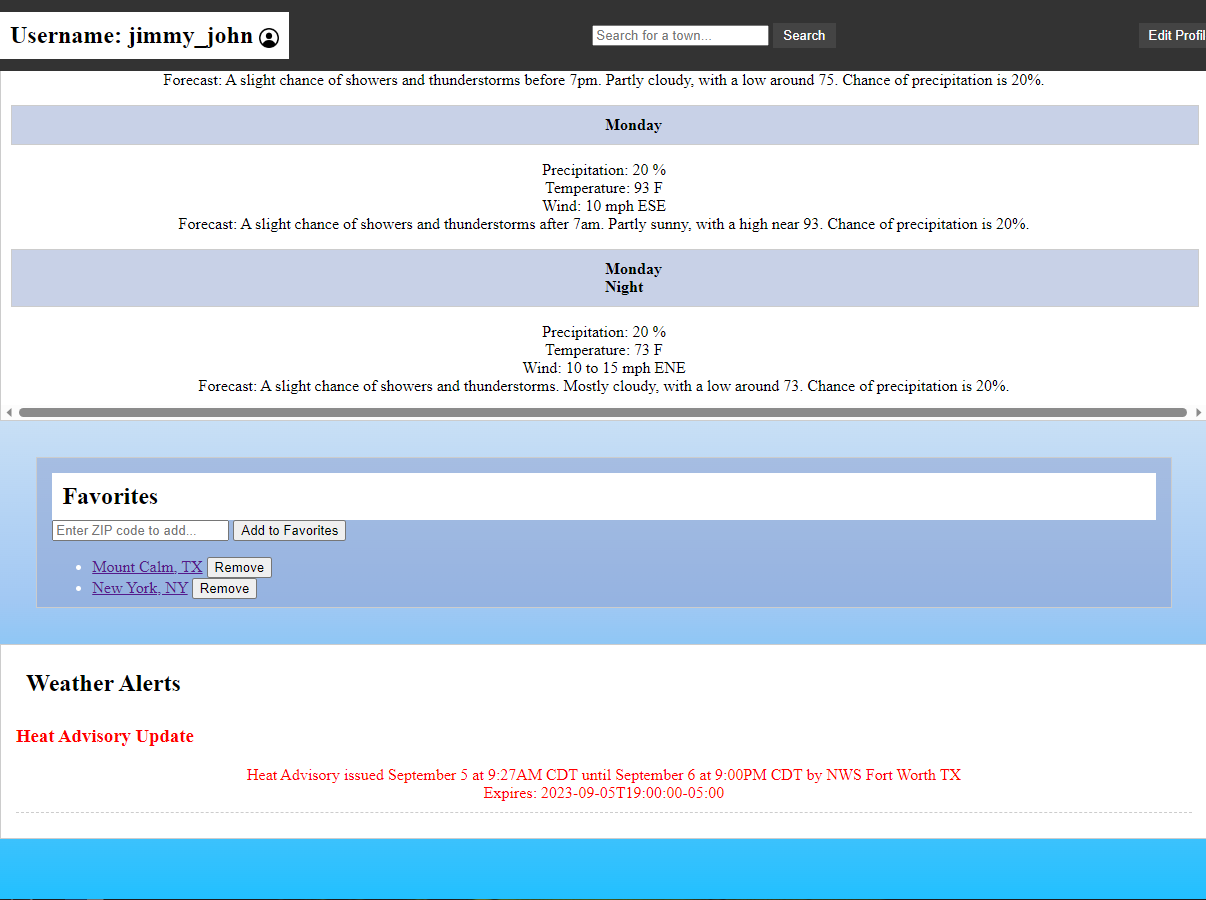 Username: jimmy_john
Search for a town...
Search
Edit Profil
Forecast: A slight chance of showers and thunderstorms before 7pm. Partly cloudy, with a low around 75. Chance of precipitation is 20%.
Monday
Precipitation: 20 %
Temperature: 93 F
Wind: 10 mph ESE
Forecast: A slight chance of showers and thunderstorms after 7am. Partly sunny, with a high near 93. Chance of precipitation is 20%.
Monday
Night
Precipitation: 20 %
Temperature: 73 F
Wind: 10 to 15 mph ENE
Forecast: A slight chance of showers and thunderstorms. Mostly cloudy, with a low around 73. Chance of precipitation is 20%.
Favorites
Enter ZIP code to add...
Add to Favorites
Mount Calm, TX Remove
New York, NY Remove
Weather Alerts
Heat Advisory Update
Heat Advisory issued September 5 at 9:27AM CDT until September 6 at 9:00PM CDT by NWS Fort Worth TX
Expires: 2023-09-05T19:00:00-05:00